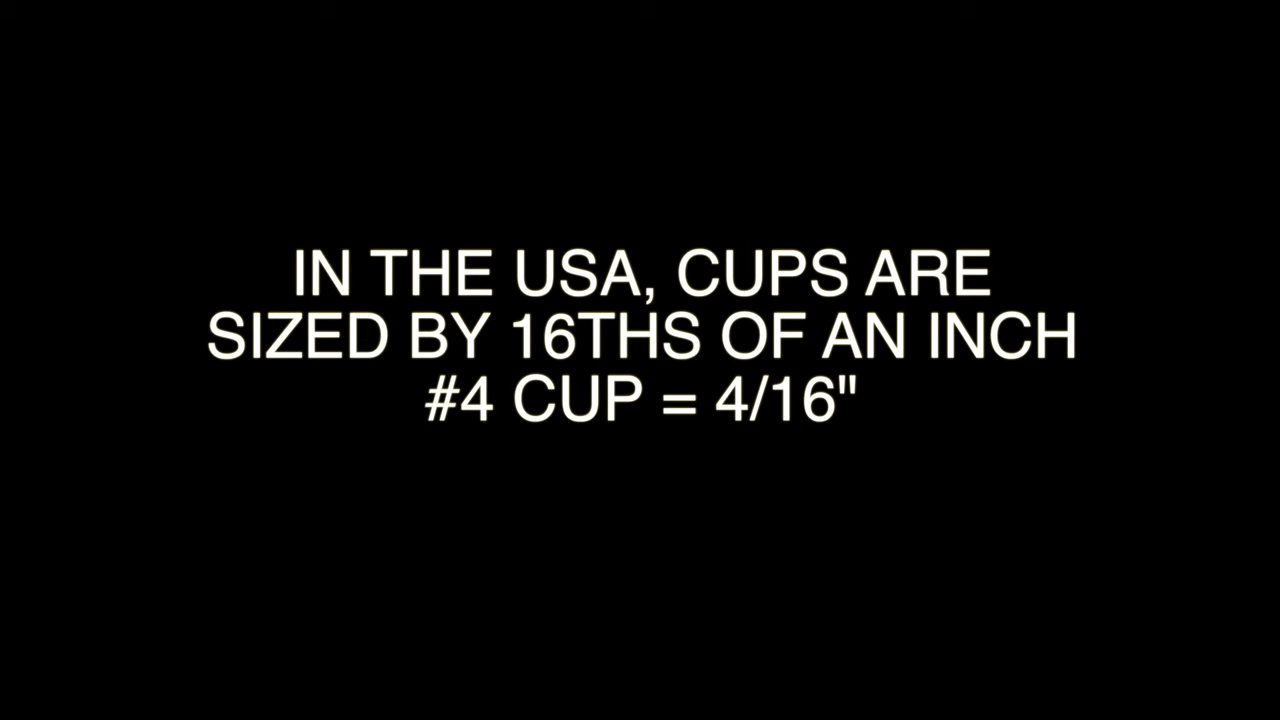 IN THE USA, CUPS ARE
SIZED BY 16THS OF AN INCH
#4 CUP = 4/16"